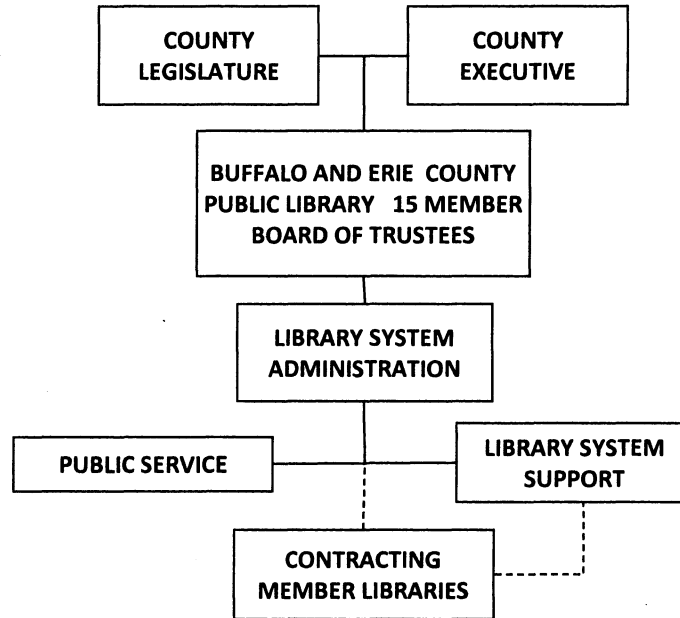 COUNTY
LEGISLATURE
COUNTY
EXECUTIVE
BUFFALO AND ERIE COUNTY
PUBLIC LIBRARY 15 MEMBER
BOARD OF TRUSTEES
LIBRARY SYSTEM
ADMINISTRATION
PUBLIC SERVICE
LIBRARY SYSTEM
SUPPORT
CONTRACTING
MEMBER LIBRARIES